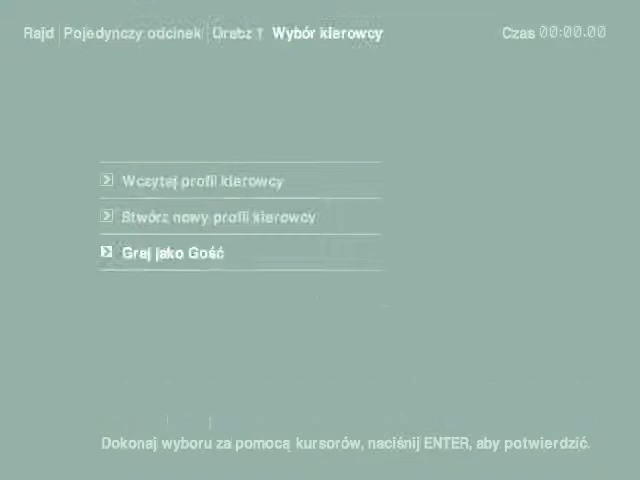 Rajd Pojedynczy odcinek Gracz 1 Wybór kierowcy Czas 00:00.00
Wczytaj profil kierowcy
Stwórz nowy profil kierowcy
Graj jako Gość
Dokonaj wyboru za pomocą kursorów, naciśnij ENTER, aby potwierdzić.